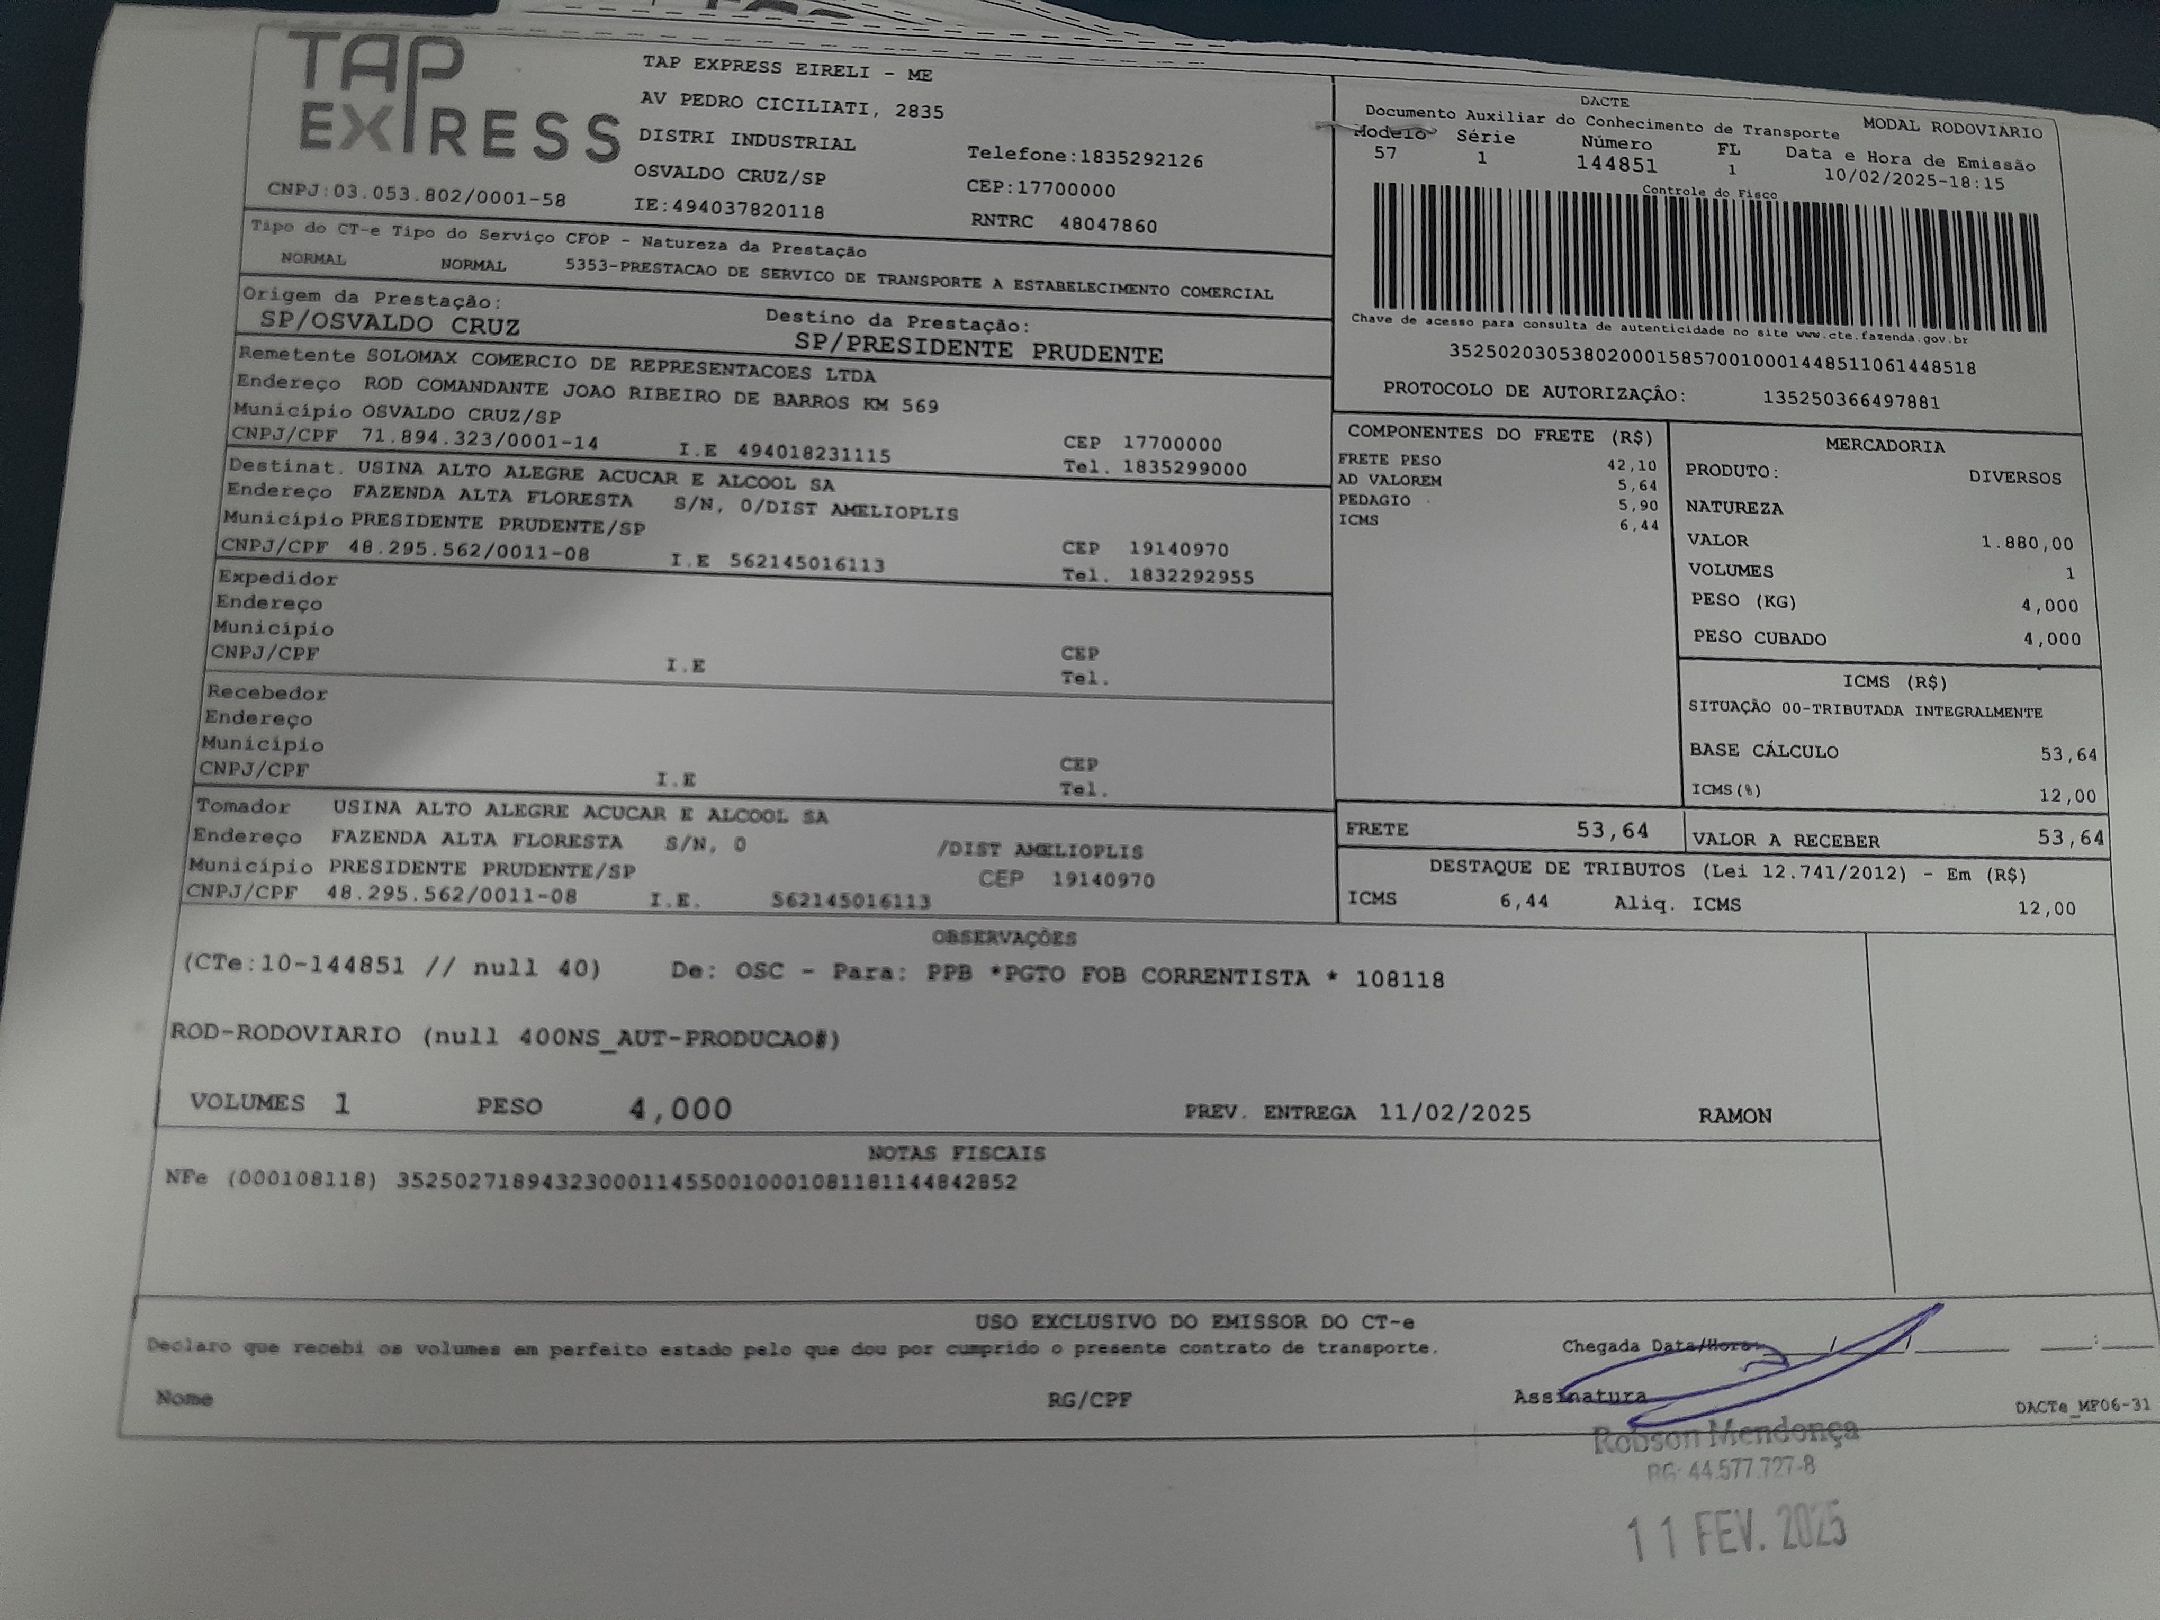 TAP
EXPRESS
CNPJ:03.053.802/0001-58
TAP EXPRESS EIRELI - ME
AV PEDRO CICILIATI, 2835
DISTRI INDUSTRIAL
OSVALDO CRUZ/SP
IE:494037820118
Telefone:1835292126
CEP:17700000
RNTRC 48047860
DACTE
Documento Auxiliar do Conhecimento de Transporte MODAL RODOVIARIO
Modelo Série Número FL Data e Hora de Emissão
57 1 144851 1 10/02/2025-18:15
Controle do Fisco
Chave de acesso para consulta de autenticidade no site www.cte.fazenda.gov.br
35250203053802000158570010001448511061448518
PROTOCOLO DE AUTORIZAÇÂO: 135250366497881
Tipo do CT-e Tipo do Serviço CFOP - Natureza da Prestação
NORMAL NORMAL 5353-PRESTACAO DE SERVICO DE TRANSPORTE A ESTABELECIMENTO COMERCIAL
Origem da Prestação: Destino da Prestação:
SP/OSVALDO CRUZ SP/PRESIDENTE PRUDENTE
Remetente SOLOMAX COMERCIO DE REPRESENTACOES LTDA
Endereço ROD COMANDANTE JOAO RIBEIRO DE BARROS KM 569
Município OSVALDO CRUZ/SP CEP 17700000
CNPJ/CPF 71.894.323/0001-14 I.E 494018231115 Tel. 1835299000
Destinat. USINA ALTO ALEGRE ACUCAR E ALCOOL SA
Endereço FAZENDA ALTA FLORESTA S/N, 0/DIST AMELIOPLIS
Município PRESIDENTE PRUDENTE/SP CEP 19140970
CNPJ/CPF 48.295.562/0011-08 I.E 562145016113 Tel. 1832292955
Expedidor
Endereço
Município CEP
CNPJ/CPF I.E Tel.
Recebedor
Endereço
Município CEP
CNPJ/CPF I.E Tel.
Tomador USINA ALTO ALEGRE ACUCAR E ALCOOL SA
Endereço FAZENDA ALTA FLORESTA S/N, 0 /DIST AMELIOPLIS
Município PRESIDENTE PRUDENTE/SP CEP 19140970
CNPJ/CPF 48.295.562/0011-08 I.E. 562145016113
COMPONENTES DO FRETE (R$)
FRETE PESO 42,10
AD VALOREM 5,64
PEDAGIO 5,90
ICMS 6,44
MERCADORIA
PRODUTO: DIVERSOS
NATUREZA
VALOR 1.880,00
VOLUMES 1
PESO (KG) 4,000
PESO CUBADO 4,000
ICMS (R$)
SITUAÇÃO 00-TRIBUTADA INTEGRALMENTE
BASE CÁLCULO 53,64
ICMS(%) 12,00
FRETE 53,64 VALOR A RECEBER 53,64
DESTAQUE DE TRIBUTOS (Lei 12.741/2012) - Em (R$)
ICMS 6,44 Aliq. ICMS 12,00
OBSERVAÇÕES
(CTe:10-144851 // null 40) De: OSC - Para: PPB *PGTO FOB CORRENTISTA * 108118
ROD-RODOVIARIO (null 400NS_AUT-PRODUCAO#)
VOLUMES 1 PESO 4,000 PREV. ENTREGA 11/02/2025 RAMON
NOTAS FISCAIS
NFe (000108118) 35250271894323000114550010001081181144842852
USO EXCLUSIVO DO EMISSOR DO CT-e
Declaro que recebi os volumes em perfeito estado pelo que dou por cumprido o presente contrato de transporte. Chegada Data/Hora: / / :
Nome RG/CPF Assinatura DACTe_MF06-31
Robson Mendonça
RG: 44.577.727-8
11 FEV. 2025